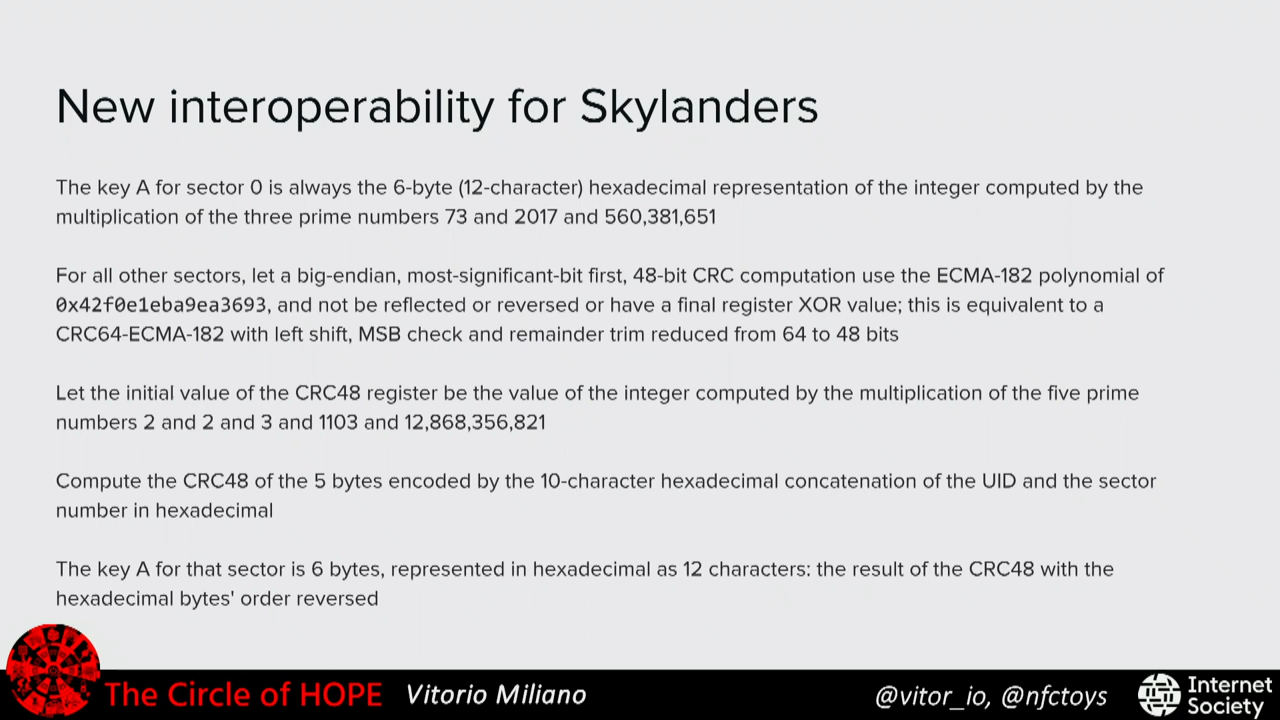 New interoperability for Skylanders
The key A for sector 0 is always the 6-byte (12-character) hexadecimal representation of the integer computed by the
multiplication of the three prime numbers 73 and 2017 and 560,381,651
For all other sectors, let a big-endian, most-significant-bit first, 48-bit CRC computation use the ECMA-182 polynomial of
0x42f0e1eba9ea3693, and not be reflected or reversed or have a final register XOR value; this is equivalent to a
CRC64-ECMA-182 with left shift, MSB check and remainder trim reduced from 64 to 48 bits
Let the initial value of the CRC48 register be the value of the integer computed by the multiplication of the five prime
numbers 2 and 2 and 3 and 1103 and 12,868,356,821
Compute the CRC48 of the 5 bytes encoded by the 10-character hexadecimal concatenation of the UID and the sector
number in hexadecimal
The key A for that sector is 6 bytes, represented in hexadecimal as 12 characters: the result of the CRC48 with the
hexadecimal bytes' order reversed
The Circle of HOPE Vitorio Miliano @vitor_io, @nfctoys Internet
Society